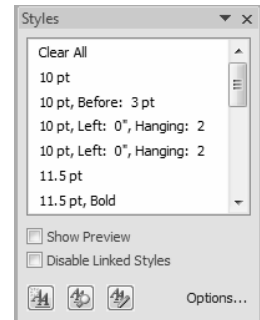 Styles
Clear All
10 pt
10 pt, Before:  3 pt
10 pt, Left:  0", Hanging:  2
10 pt, Left:  0", Hanging:  2
11.5 pt
11.5 pt, Bold
Show Preview
Disable Linked Styles
Options...